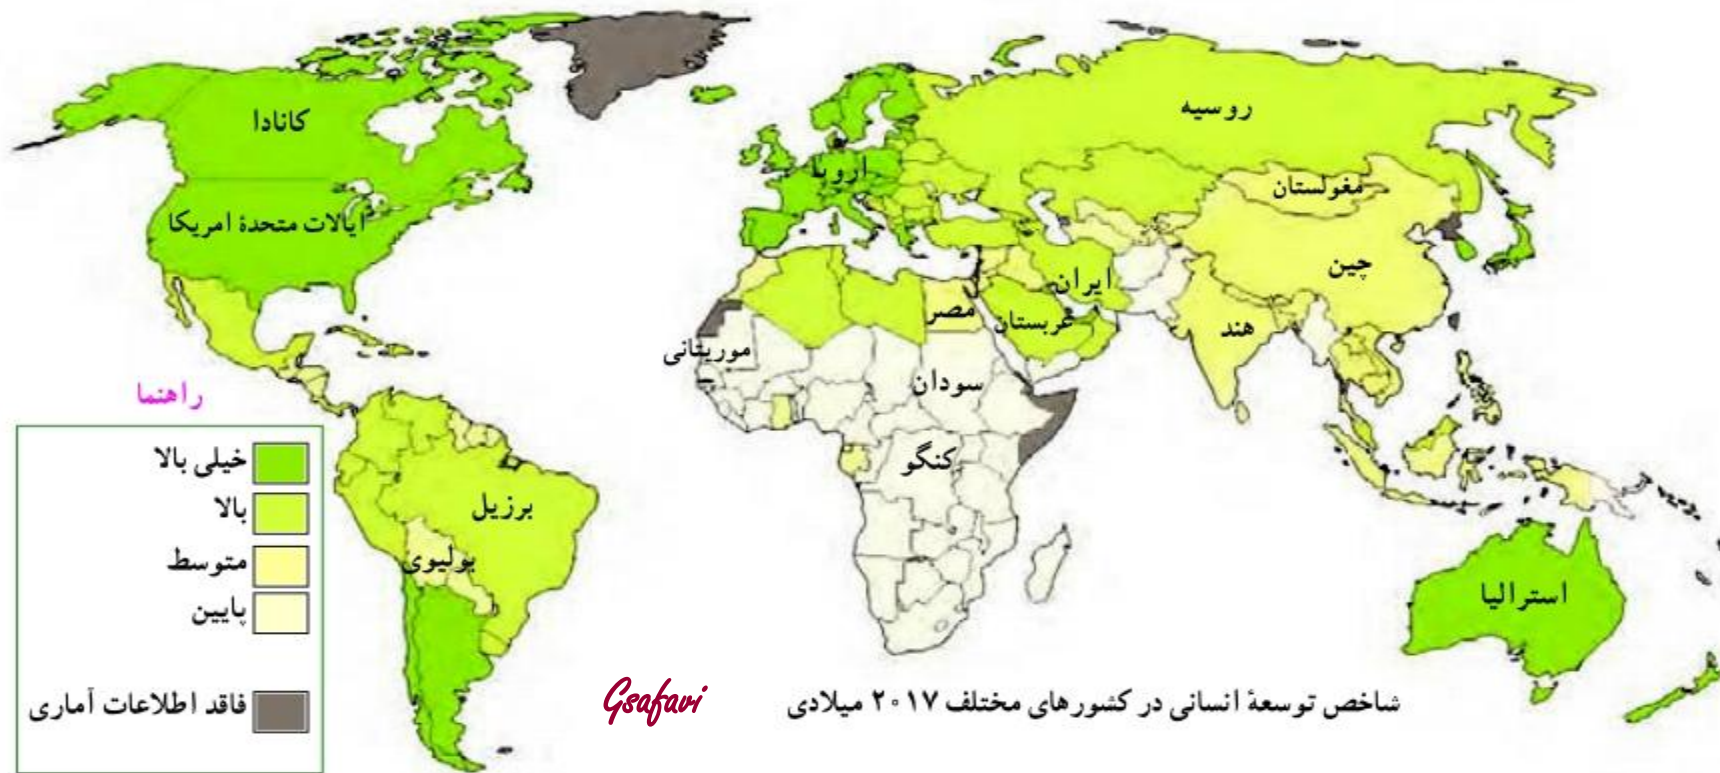 کانادا
ایالات متحدهٔ امریکا
اروپا
روسیه
مغولستان
چین
ایران
عربستان
مصر
هند
موریتانی
سودان
کنگو
برزیل
بولیوی
استرالیا
راهنما
خیلی بالا
بالا
متوسط
پایین
فاقد اطلاعات آماری
Gsafavi
شاخص توسعهٔ انسانی در کشورهای مختلف ۲۰۱۷ میلادی